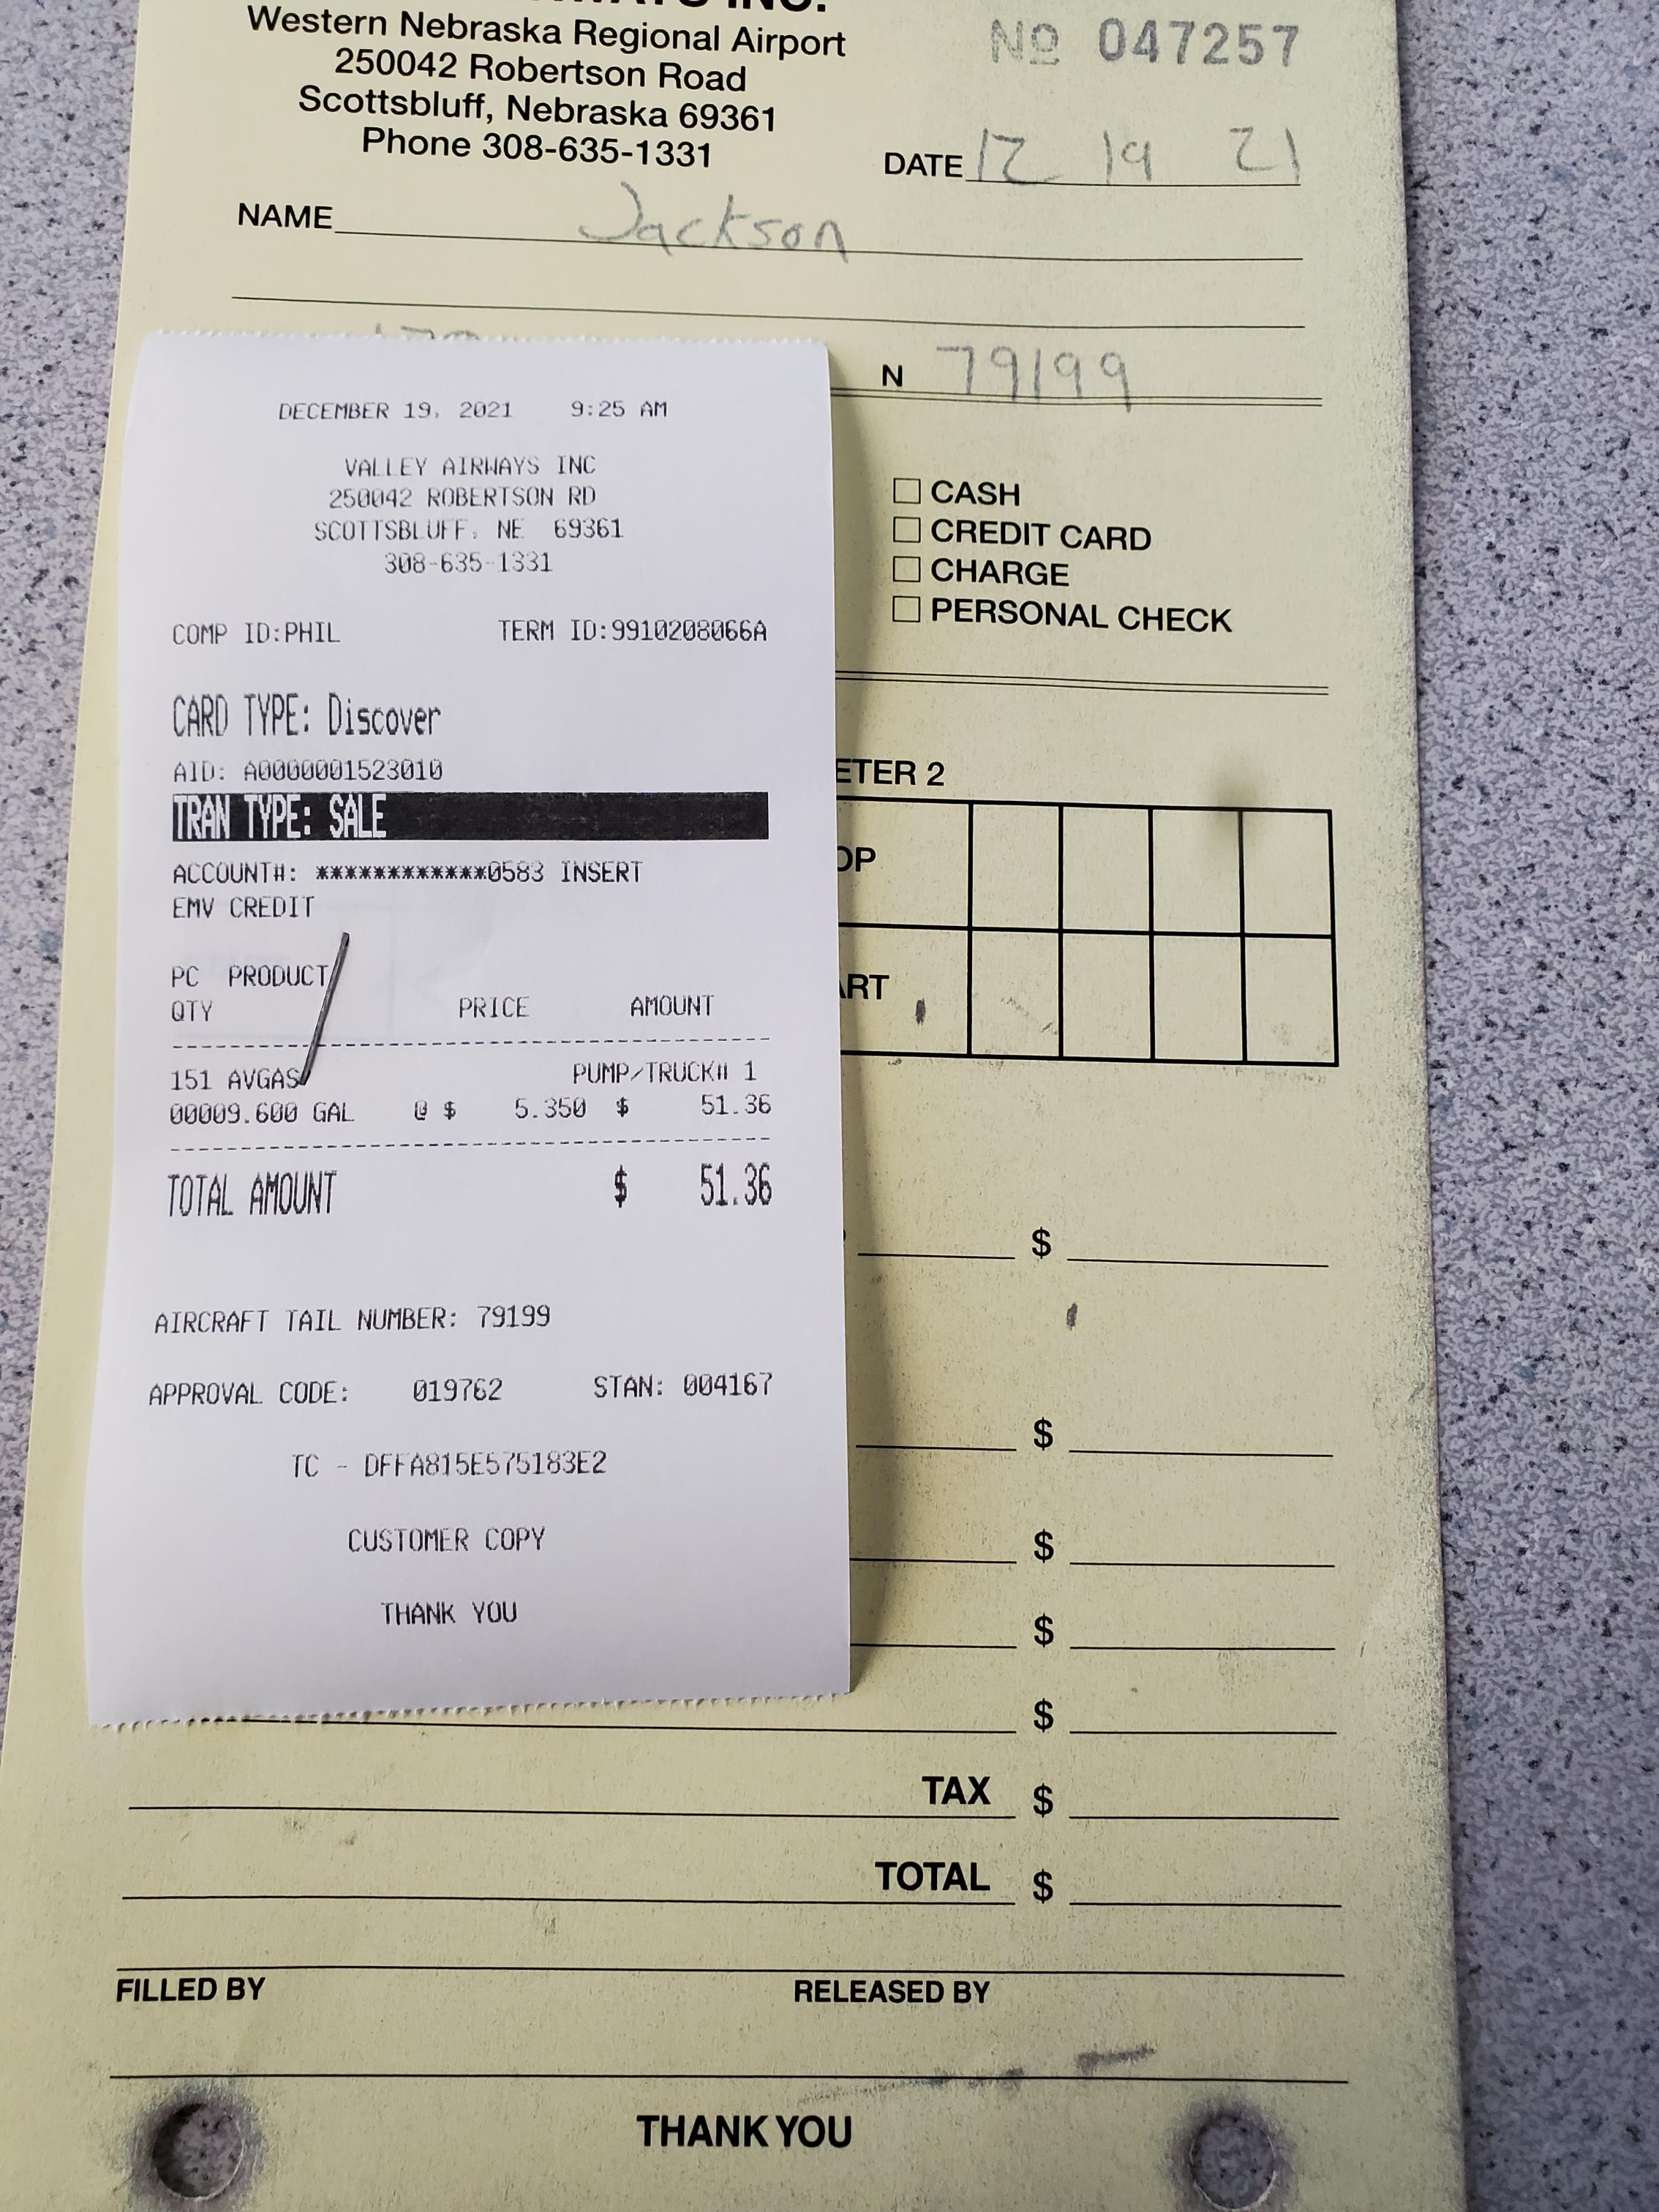 INC.
Western Nebraska Regional Airport
250042 Robertson Road
Scottsbluff, Nebraska 69361
Phone 308-635-1331
No 047257
DATE 12 19 21
NAME Jackson
N 79199
CASH
CREDIT CARD
CHARGE
PERSONAL CHECK
ETER 2
OP
ART
$
$
$
$
$
TAX $
TOTAL $
FILLED BY RELEASED BY
THANK YOU
DECEMBER 19, 2021 9:25 AM
VALLEY AIRWAYS INC
250042 ROBERTSON RD
SCOTTSBLUFF, NE 69361
308-635-1331
COMP ID:PHIL TERM ID:9910208066A
CARD TYPE: Discover
AID: A0000001523010
TRAN TYPE: SALE
ACCOUNT#: ************0583 INSERT
EMV CREDIT
PC PRODUCT
QTY PRICE AMOUNT
151 AVGAS PUMP/TRUCK# 1
00009.600 GAL @ $ 5.350 $ 51.36
TOTAL AMOUNT $ 51.36
AIRCRAFT TAIL NUMBER: 79199
APPROVAL CODE: 019762 STAN: 004167
TC - DFFA815E575183E2
CUSTOMER COPY
THANK YOU